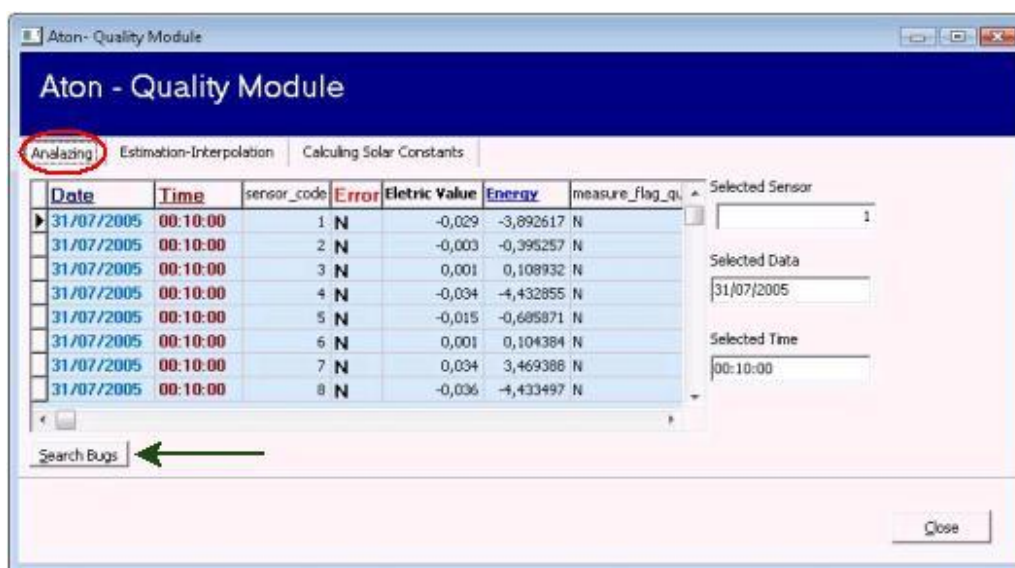 Aton- Quality Module
Aton - Quality Module
Analazing Estimation-Interpolation Calculing Solar Constants
Date Time sensor_code Error Eletric Value Energy measure_flag_qu
31/07/2005 00:10:00 1 N -0,029 -3,892617 N
31/07/2005 00:10:00 2 N -0,003 -0,395257 N
31/07/2005 00:10:00 3 N 0,001 0,108932 N
31/07/2005 00:10:00 4 N -0,034 -4,432855 N
31/07/2005 00:10:00 5 N -0,015 -0,685871 N
31/07/2005 00:10:00 6 N 0,001 0,104384 N
31/07/2005 00:10:00 7 N 0,034 3,469388 N
31/07/2005 00:10:00 8 N -0,036 -4,433497 N
Selected Sensor
1
Selected Data
31/07/2005
Selected Time
00:10:00
Search Bugs
Close